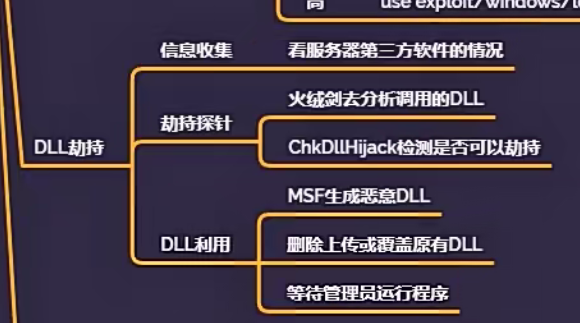 高
use exploit/windows/l
信息收集
看服务器第三方软件的情况
劫持探针
火绒剑去分析调用的DLL
ChkDllHijack检测是否可以劫持
DLL劫持
MSF生成恶意DLL
DLL利用
删除上传或覆盖原有DLL
等待管理员运行程序